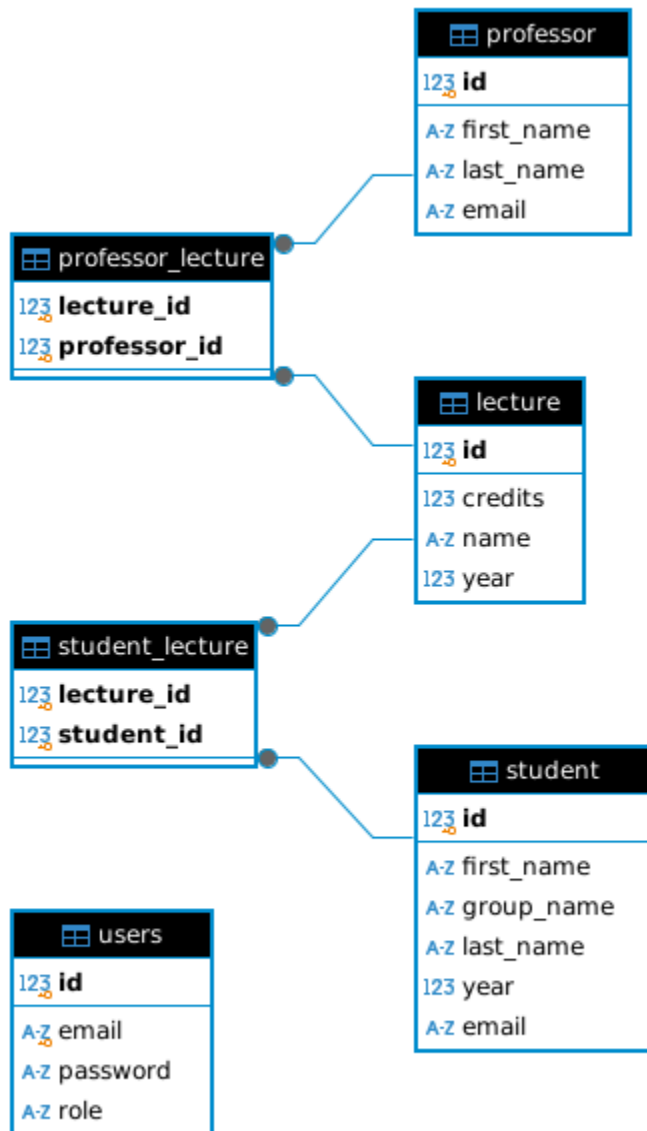 professor
123 id
A-Z first_name
A-Z last_name
A-Z email
professor_lecture
123 lecture_id
123 professor_id
lecture
123 id
123 credits
A-Z name
123 year
student_lecture
123 lecture_id
123 student_id
student
123 id
A-Z first_name
A-Z group_name
A-Z last_name
123 year
A-Z email
users
123 id
A-Z email
A-Z password
A-Z role